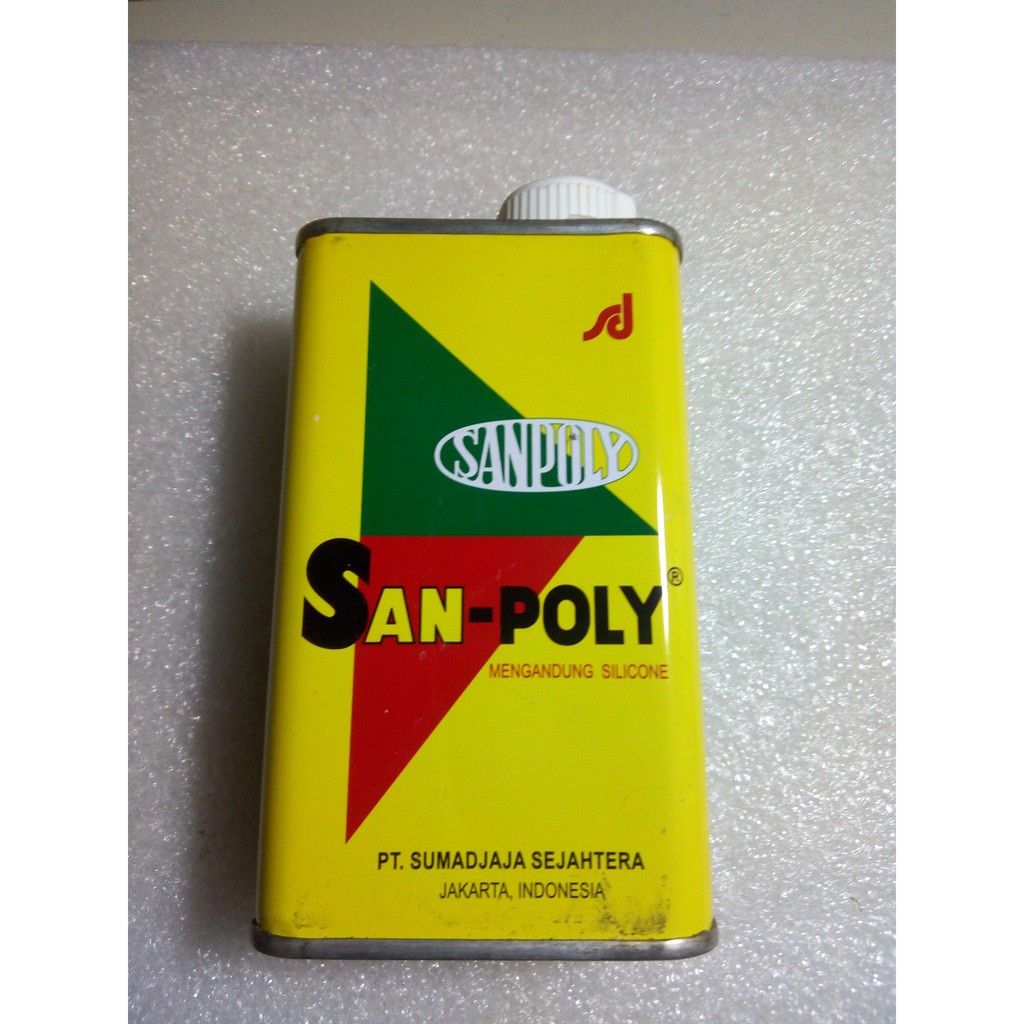 sd
SANPOLY
SAN-POLY®
MENGANDUNG SILICONE
PT. SUMADJAJA SEJAHTERA
JAKARTA, INDONESIA